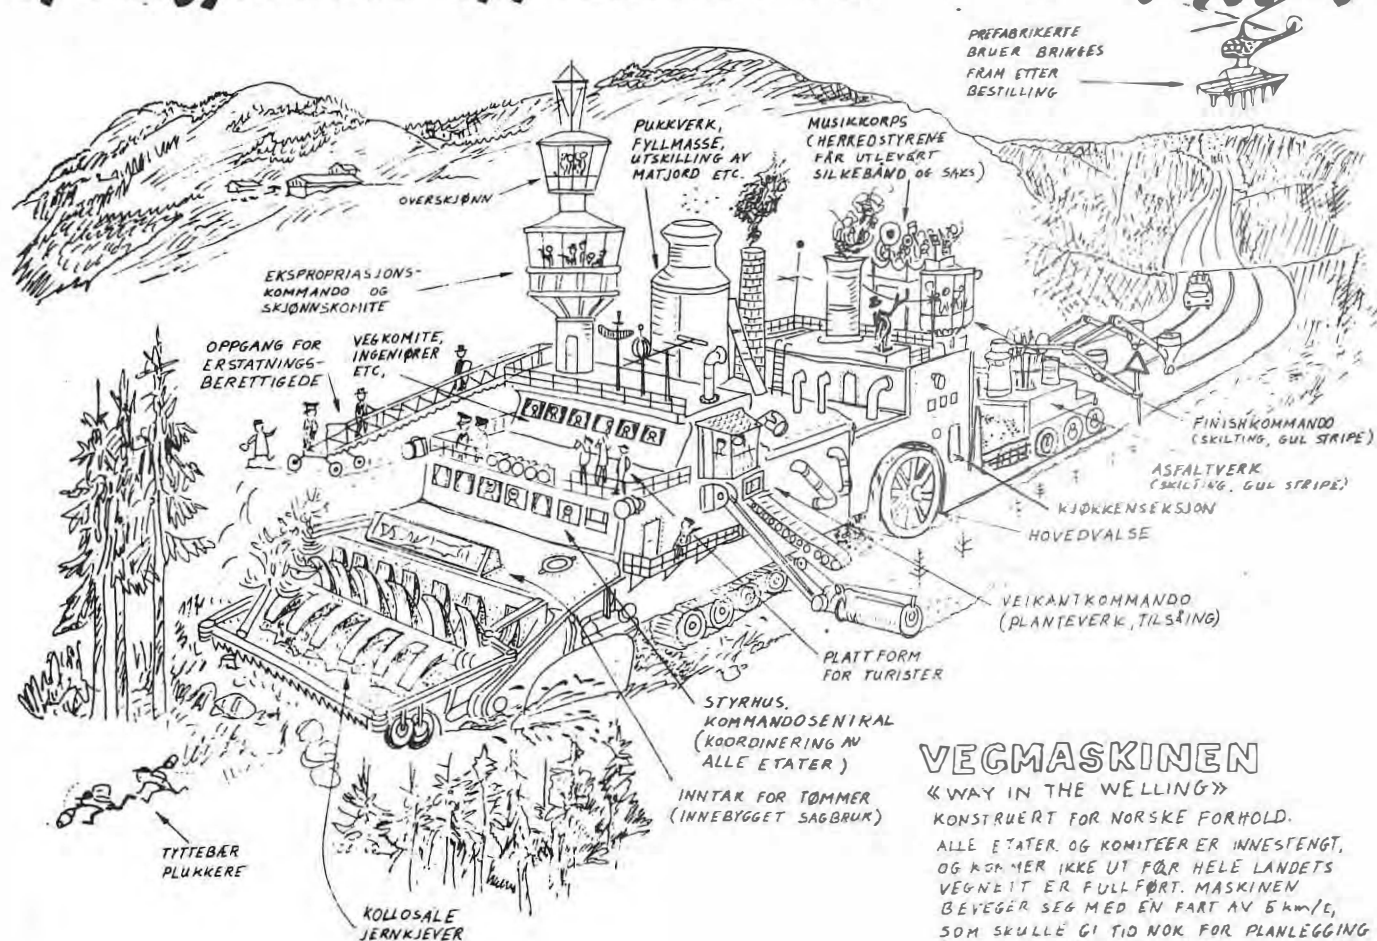 PREFABRIKERTE
BRUER BRINGES
FRAM ETTER
BESTILLING
PUKKVERK,
FYLLMASSE,
UTSKILLING AV
MATJORD ETC.
MUSIKKORPS
(HERREDSTYRENE
FÅR UTLEVERT
SILKEBÅND OG SAKS)
OVERSKJØNN
EKSPROPRIASJONS-
KOMMANDO OG
SKJØNNSKOMITE
OPPGANG FOR
ERSTATNINGS-
BERETTIGEDE
VEGKOMITE,
INGENIØRER
ETC,
FINISHKOMMANDO
(SKILTING, GUL STRIPE)
ASFALTVERK
(SKILTING, GUL STRIPE)
KJØKKENSEKSJON
HOVEDVALSE
VEIKANTKOMMANDO
(PLANTEVERK, TILSÅING)
PLATTFORM
FOR TURISTER
STYRHUS.
KOMMANDOSENTRAL
(KOORDINERING AV
ALLE ETATER)
INNTAK FOR TØMMER
(INNEBYGGET SAGBRUK)
TYTTEBÆR
PLUKKERE
KOLLOSALE
JERNKJEVER
VEGMASKINEN
«WAY IN THE WELLING»
KONSTRUERT FOR NORSKE FORHOLD.
ALLE ETATER OG KOMITEER ER INNESTENGT,
OG KOMMER IKKE UT FØR HELE LANDETS
VEGNETT ER FULLFØRT. MASKINEN
BEVEGER SEG MED EN FART AV 5 km/t,
SOM SKULLE GI TID NOK FOR PLANLEGGING